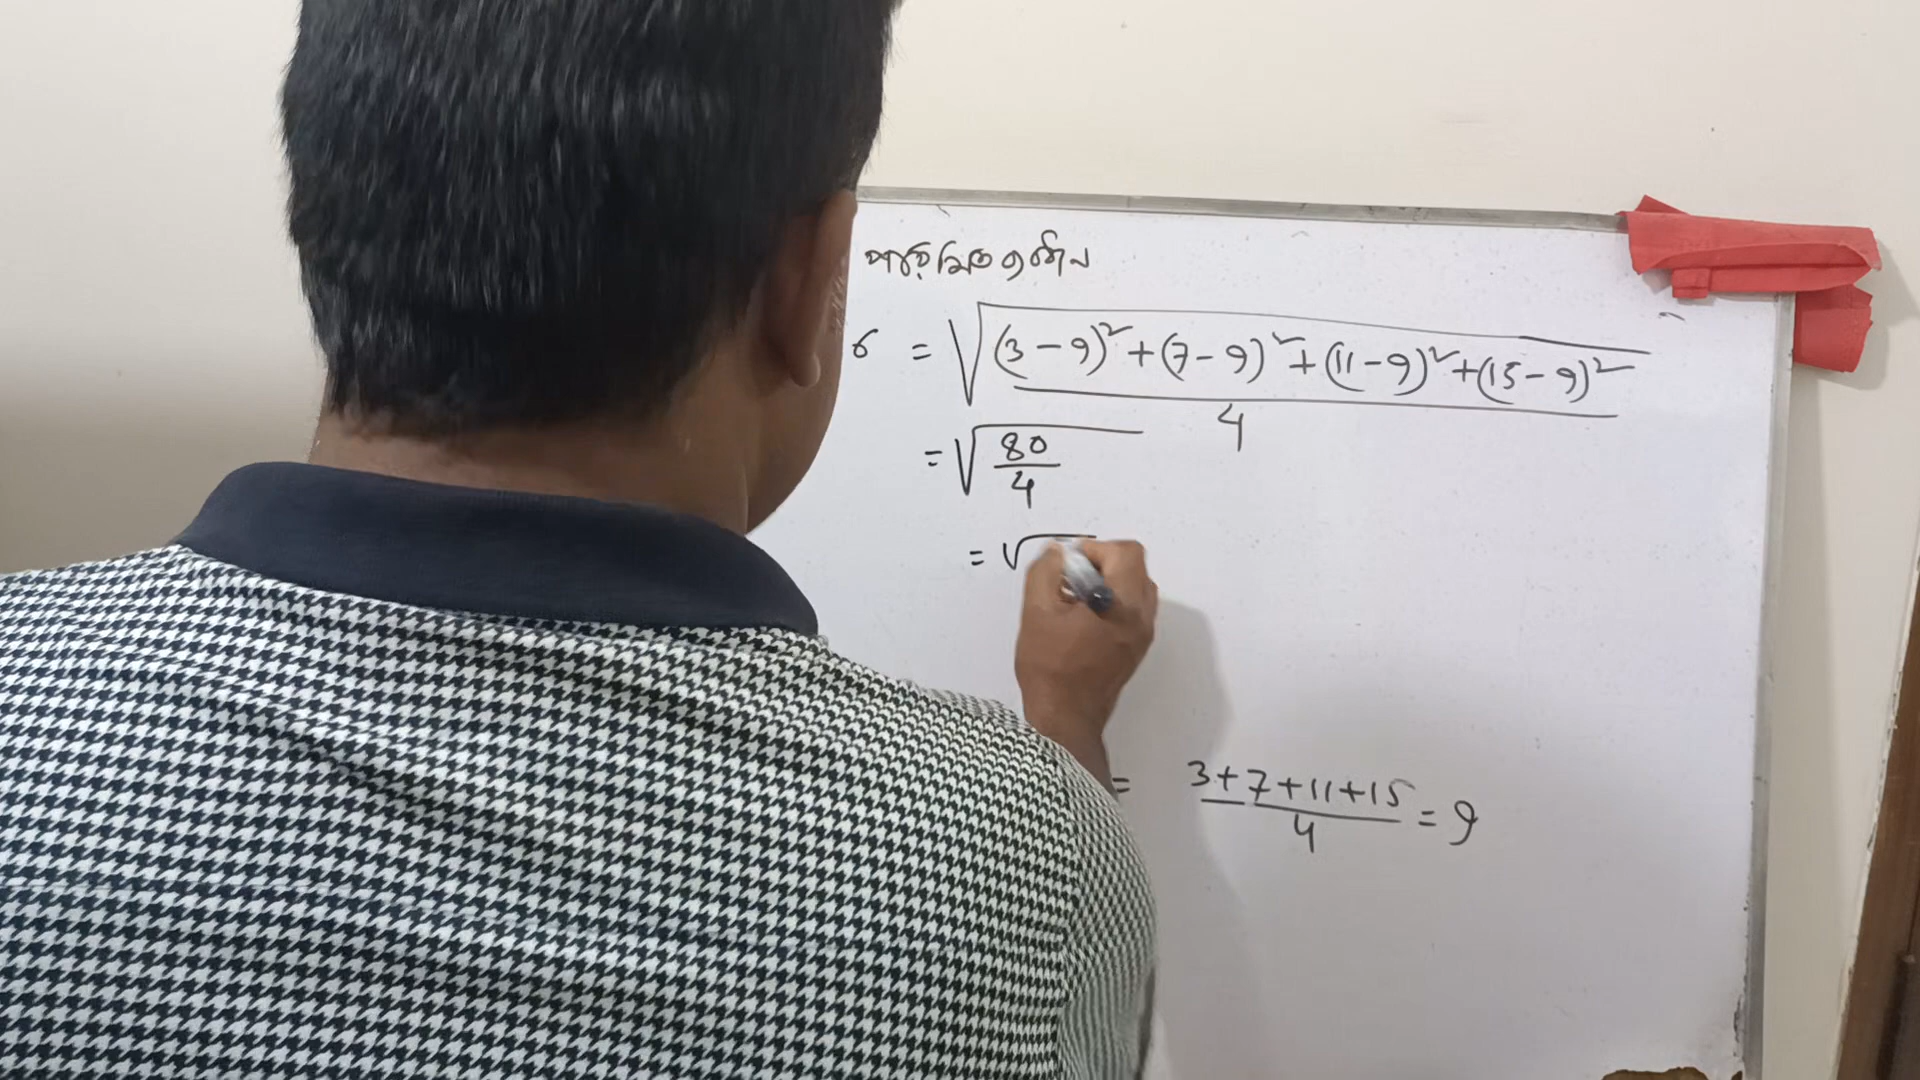 পরিমিত ব্যবধান
σ = √((3-9)²+(7-9)²+(11-9)²+(15-9)²)/4
= √(80/4)
= √
= (3+7+11+15)/4 = 9